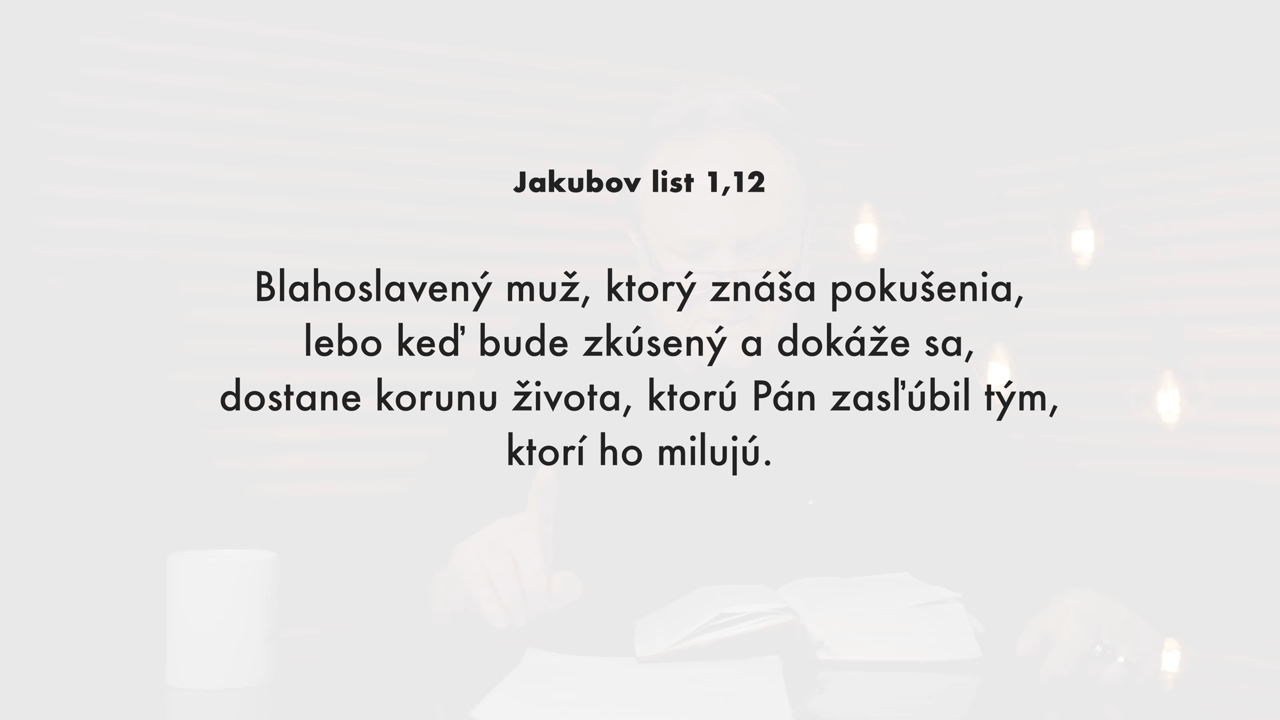 Jakubov list 1,12
Blahoslavený muž, ktorý znáša pokušenia,
lebo keď bude zkúsený a dokáže sa,
dostane korunu života, ktorú Pán zasľúbil tým,
ktorí ho milujú.